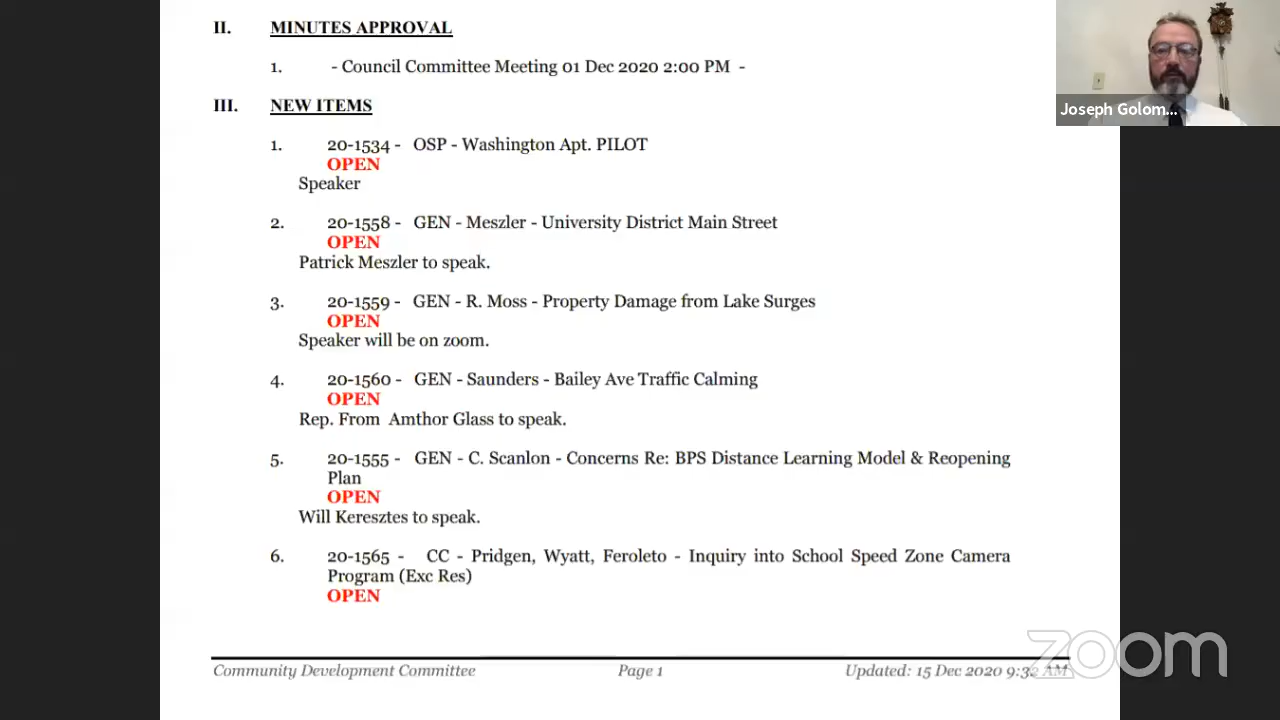 II. MINUTES APPROVAL
1. - Council Committee Meeting 01 Dec 2020 2:00 PM -
III. NEW ITEMS
1. 20-1534 - OSP - Washington Apt. PILOT
OPEN
Speaker
2. 20-1558 - GEN - Meszler - University District Main Street
OPEN
Patrick Meszler to speak.
3. 20-1559 - GEN - R. Moss - Property Damage from Lake Surges
OPEN
Speaker will be on zoom.
4. 20-1560 - GEN - Saunders - Bailey Ave Traffic Calming
OPEN
Rep. From Amthor Glass to speak.
5. 20-1555 - GEN - C. Scanlon - Concerns Re: BPS Distance Learning Model & Reopening
Plan
OPEN
Will Keresztes to speak.
6. 20-1565 - CC - Pridgen, Wyatt, Feroleto - Inquiry into School Speed Zone Camera
Program (Exc Res)
OPEN
Community Development Committee Page 1 Updated: 15 Dec 2020 9:32 AM
Joseph Golom...
zoom